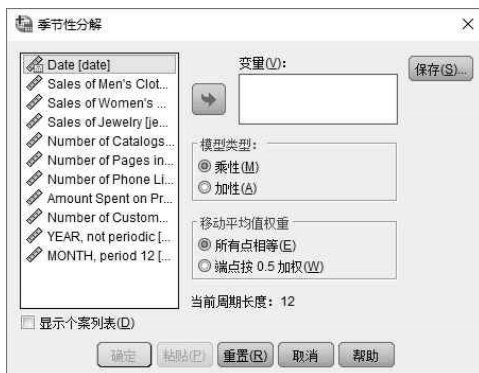 季节性分解
Date [date]
Sales of Men's Clot...
Sales of Women's ...
Sales of Jewelry [je...
Number of Catalogs...
Number of Pages in...
Number of Phone Li...
Amount Spent on Pr...
Number of Custom...
YEAR, not periodic [...
MONTH, period 12 [...
变量(V):
保存(S)...
模型类型:
乘性(M)
加性(A)
移动平均值权重
所有点相等(E)
端点按 0.5 加权(W)
当前周期长度: 12
显示个案列表(D)
确定 粘贴(P) 重置(R) 取消 帮助